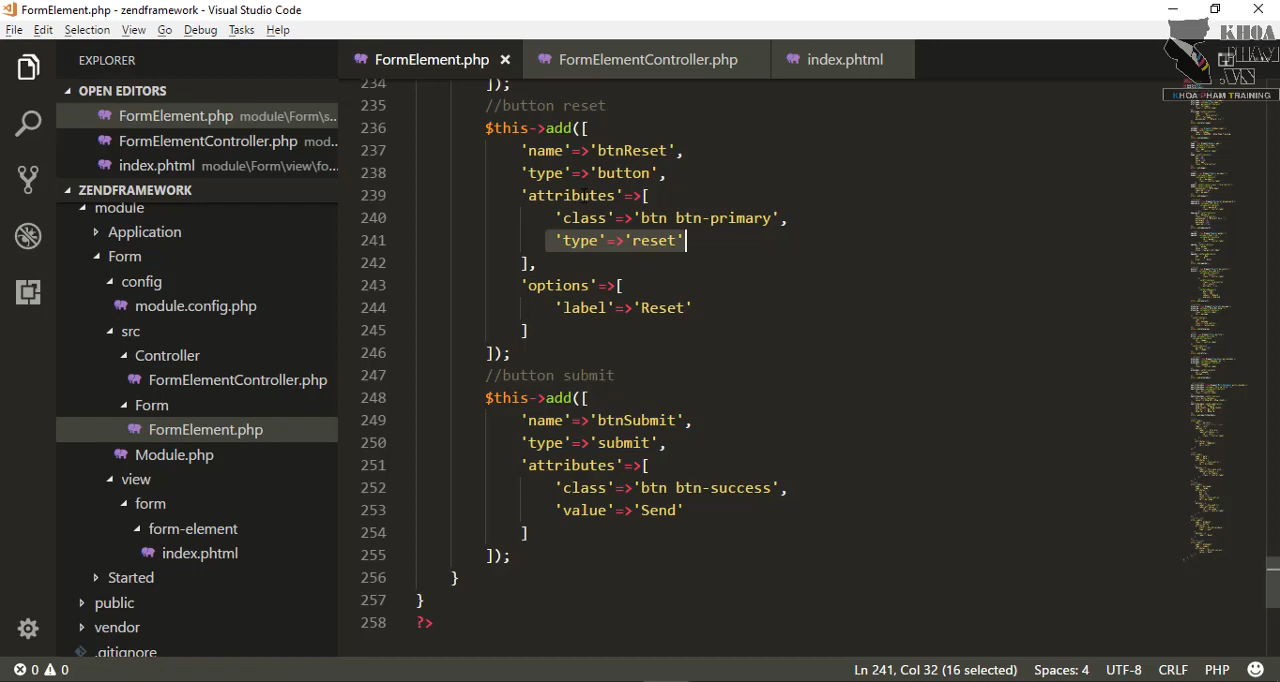 FormElement.php - zendframework - Visual Studio Code
File Edit Selection View Go Debug Tasks Help
KHOA
PHAM
.VN
KHOA PHAM TRAINING
EXPLORER
OPEN EDITORS
FormElement.php module\Form\s...
FormElementController.php mod...
index.phtml module\Form\view\fo...
ZENDFRAMEWORK
module
Application
Form
config
module.config.php
src
Controller
FormElementController.php
Form
FormElement.php
Module.php
view
form
form-element
index.phtml
Started
public
vendor
.gitignore
FormElement.php FormElementController.php index.phtml
234 ]);
235 //button reset
236 $this->add([
237 'name'=>'btnReset',
238 'type'=>'button',
239 'attributes'=>[
240 'class'=>'btn btn-primary',
241 'type'=>'reset'
242 ],
243 'options'=>[
244 'label'=>'Reset'
245 ]
246 ]);
247 //button submit
248 $this->add([
249 'name'=>'btnSubmit',
250 'type'=>'submit',
251 'attributes'=>[
252 'class'=>'btn btn-success',
253 'value'=>'Send'
254 ]
255 ]);
256 }
257 }
258 ?>
0 0 Ln 241, Col 32 (16 selected) Spaces: 4 UTF-8 CRLF PHP